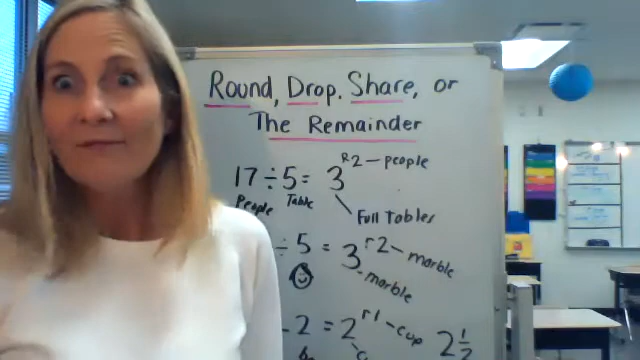 Round, Drop, Share, or
The Remainder
17 ÷ 5 = 3 R2 – people
People Table
Full Tables
÷ 5 = 3 r2 – marble
- marble
2 = 2 r1 - cup 2 1/2